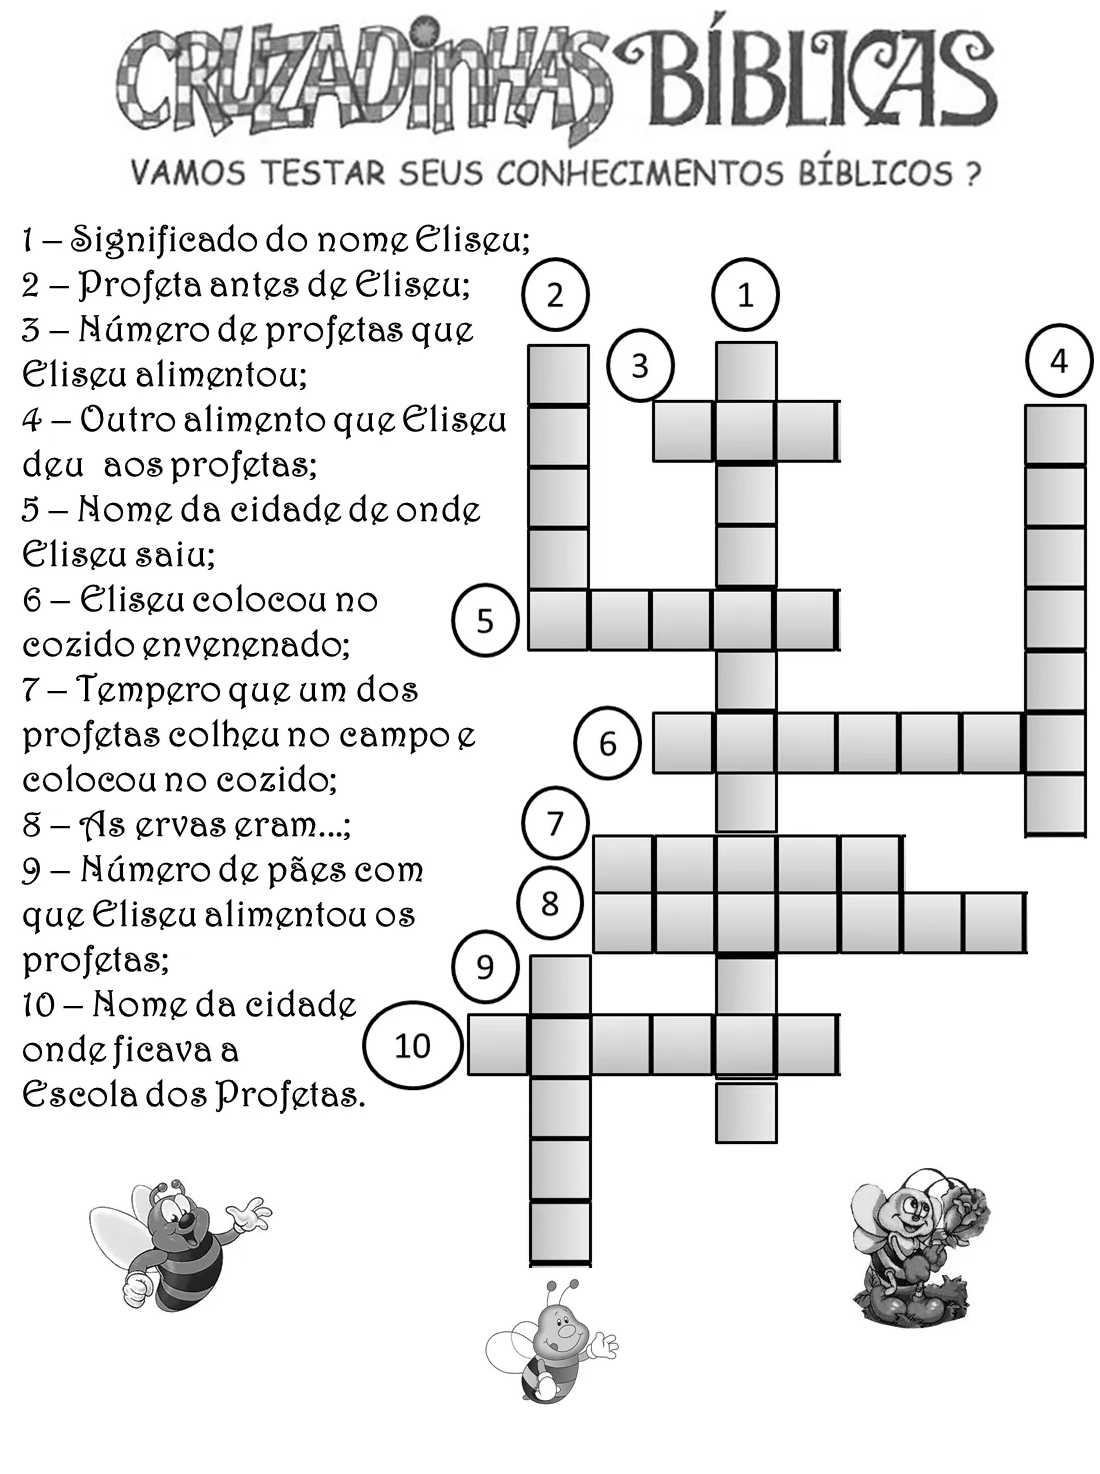 CRUZADiNHAS BÍBLICAS
VAMOS TESTAR SEUS CONHECIMENTOS BÍBLICOS ?
1 – Significado do nome Eliseu;
2 – Profeta antes de Eliseu;
3 – Número de profetas que
Eliseu alimentou;
4 – Outro alimento que Eliseu
deu aos profetas;
5 – Nome da cidade de onde
Eliseu saiu;
6 – Eliseu colocou no
cozido envenenado;
7 – Tempero que um dos
profetas colheu no campo e
colocou no cozido;
8 – As ervas eram...;
9 – Número de pães com
que Eliseu alimentou os
profetas;
10 – Nome da cidade
onde ficava a
Escola dos Profetas.
2
1
3
4
5
6
7
8
9
10